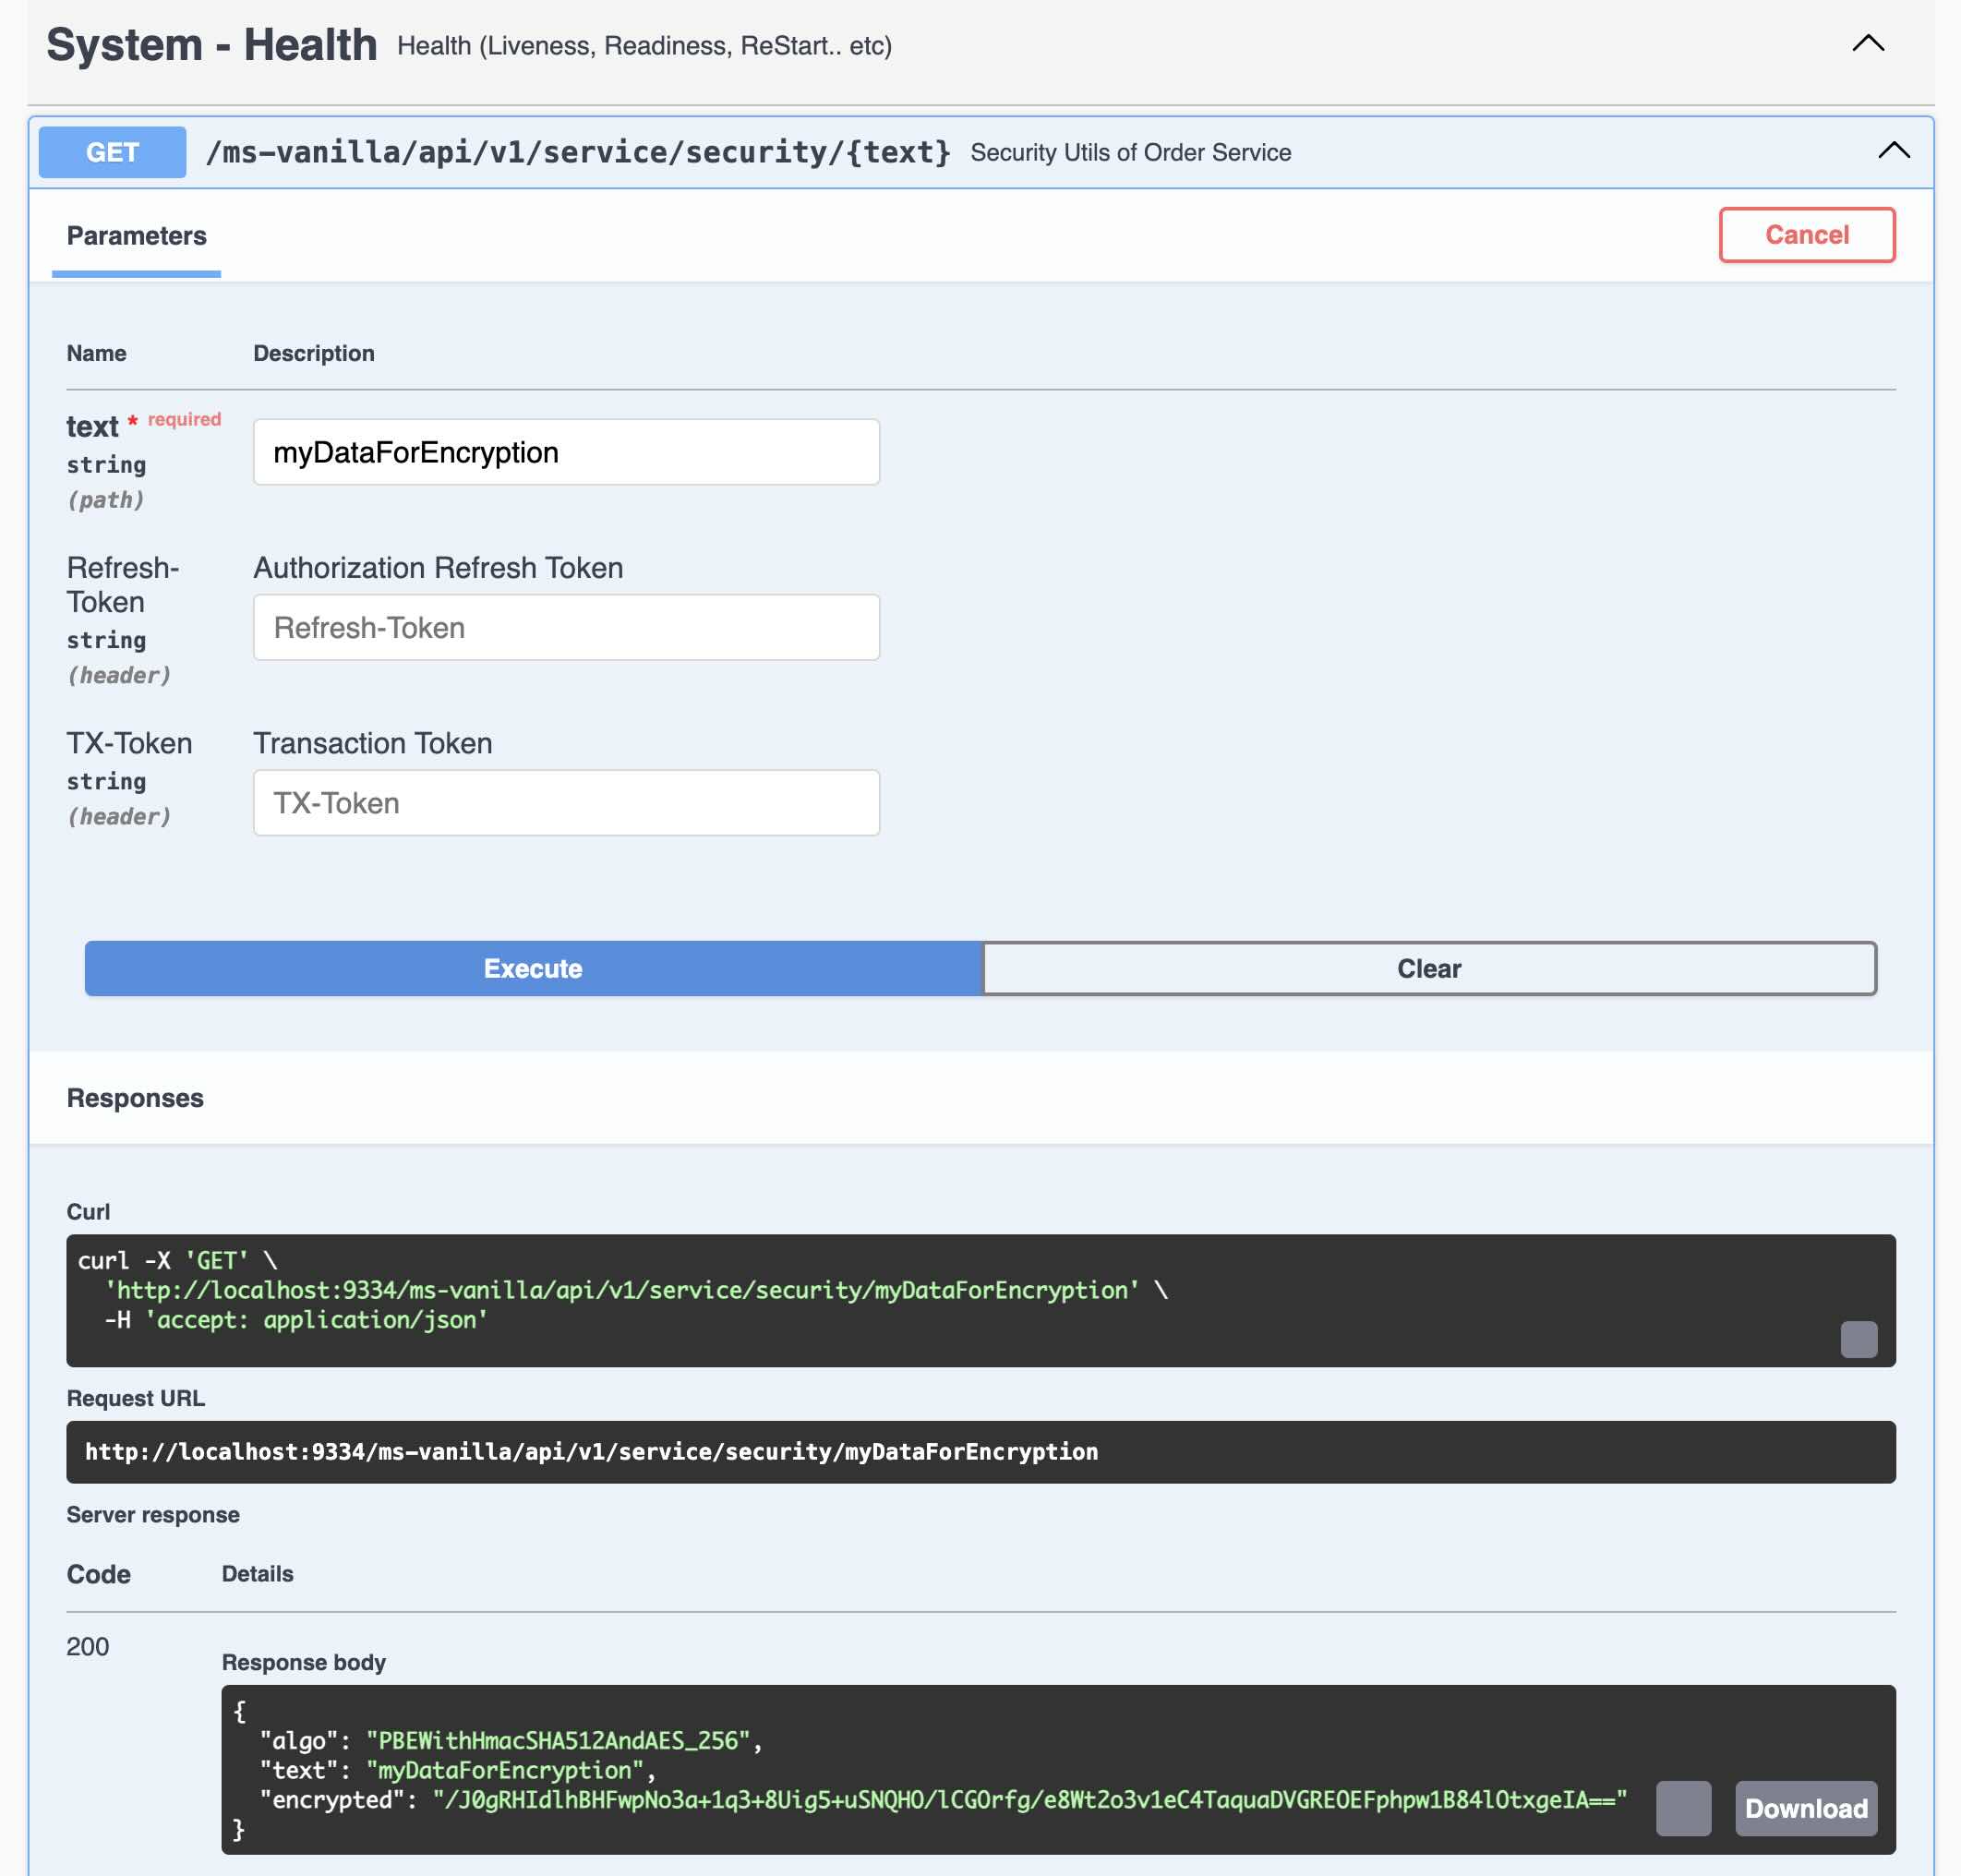 System - Health Health (Liveness, Readiness, ReStart.. etc)
GET /ms-vanilla/api/v1/service/security/{text} Security Utils of Order Service
Parameters
Cancel
Name Description
text * required
string
(path)
myDataForEncryption
Refresh-
Token
string
(header)
Authorization Refresh Token
Refresh-Token
TX-Token
string
(header)
Transaction Token
TX-Token
Execute
Clear
Responses
Curl
curl -X 'GET' \
'http://localhost:9334/ms-vanilla/api/v1/service/security/myDataForEncryption' \
-H 'accept: application/json'
Request URL
http://localhost:9334/ms-vanilla/api/v1/service/security/myDataForEncryption
Server response
Code Details
200
Response body
{
"algo": "PBEWithHmacSHA512AndAES_256",
"text": "myDataForEncryption",
"encrypted": "/J0gRHIdlhBHFwpNo3a+1q3+8Uig5+uSNQHO/lCGOrfg/e8Wt2o3v1eC4TaquaDVGREOEFphpw1B84lOtxgeIA=="
}
Download